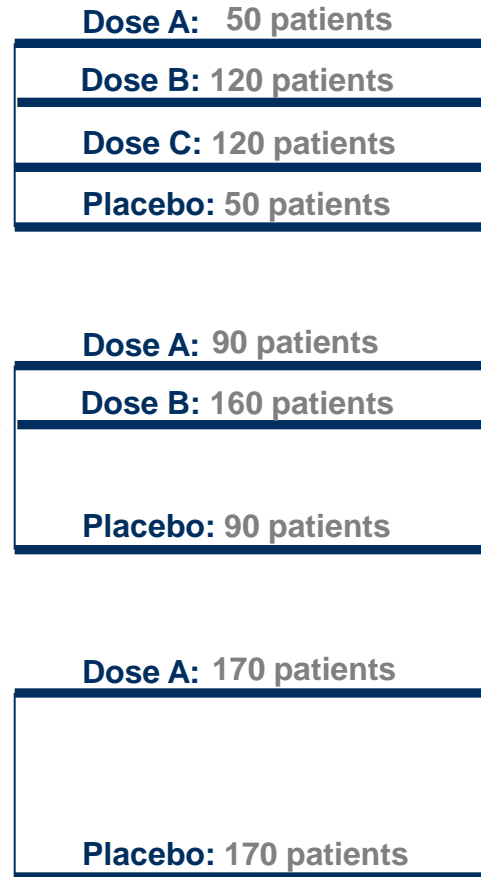 Dose A: 50 patients
Dose B: 120 patients
Dose C: 120 patients
Placebo: 50 patients
Dose A: 90 patients
Dose B: 160 patients
Placebo: 90 patients
Dose A: 170 patients
Placebo: 170 patients